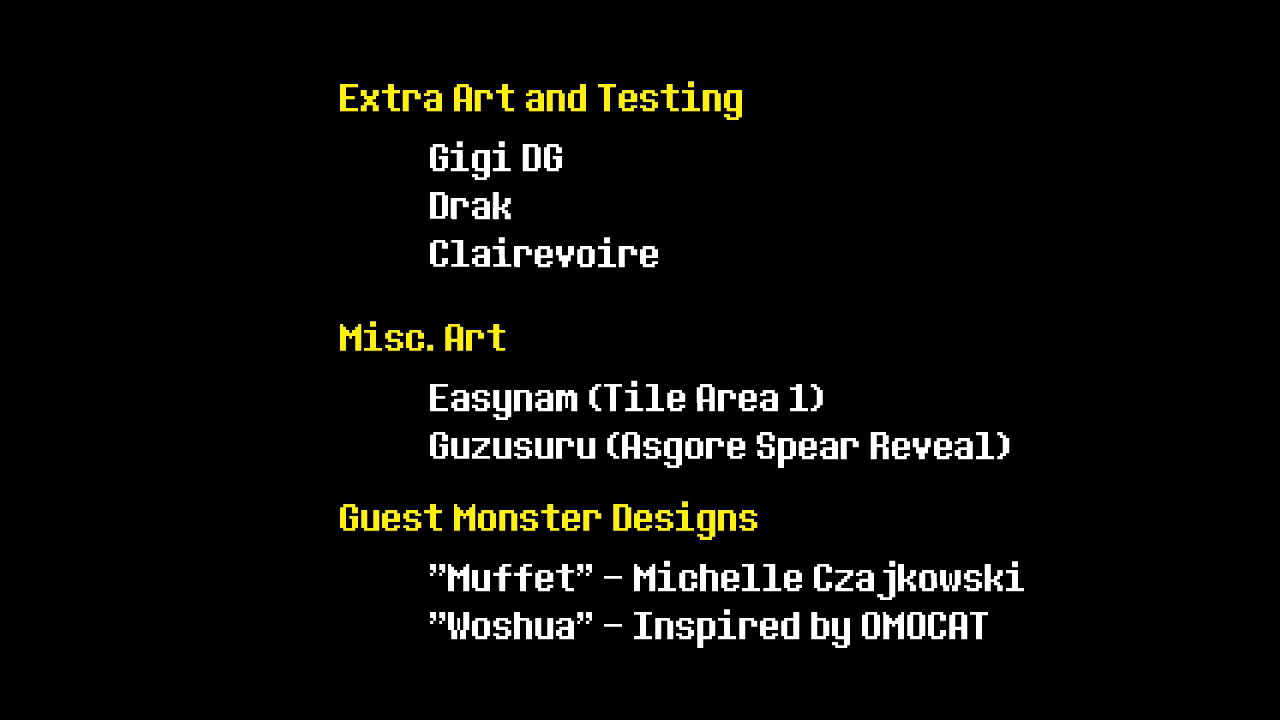 Extra Art and Testing
Gigi DG
Drak
Clairevoire
Misc. Art
Easynam (Tile Area 1)
Guzusuru (Asgore Spear Reveal)
Guest Monster Designs
”Muffet” - Michelle Czajkowski
”Woshua” - Inspired by OMOCAT